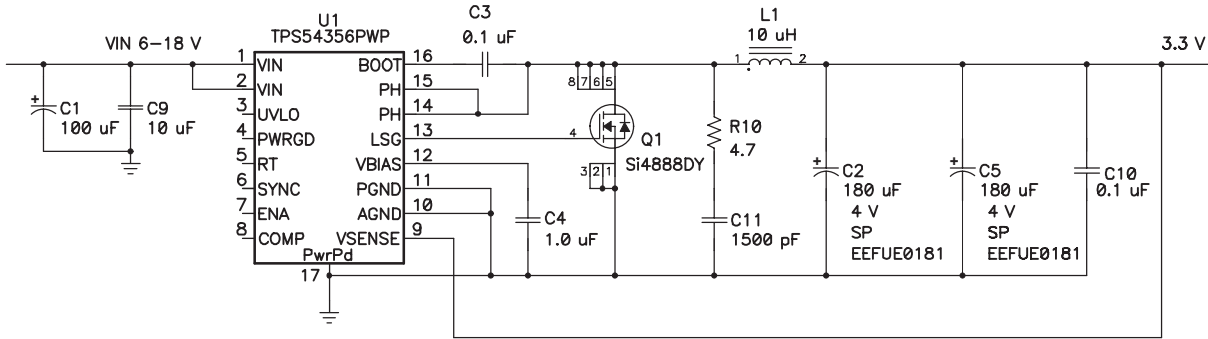 VIN 6-18 V
+
C1
100 uF
C9
10 uF
U1
TPS54356PWP
1 VIN
2 VIN
3 UVLO
4 PWRGD
5 RT
6 SYNC
7 ENA
8 COMP
BOOT 16
PH 15
PH 14
LSG 13
VBIAS 12
PGND 11
AGND 10
VSENSE 9
PwrPd
17
C3
0.1 uF
C4
1.0 uF
8 7 6 5
4
3 2 1
Q1
Si4888DY
R10
4.7
C11
1500 pF
L1
10 uH
1 2
+
C2
180 uF
4 V
SP
EEFUE0181
+
C5
180 uF
4 V
SP
EEFUE0181
C10
0.1 uF
3.3 V